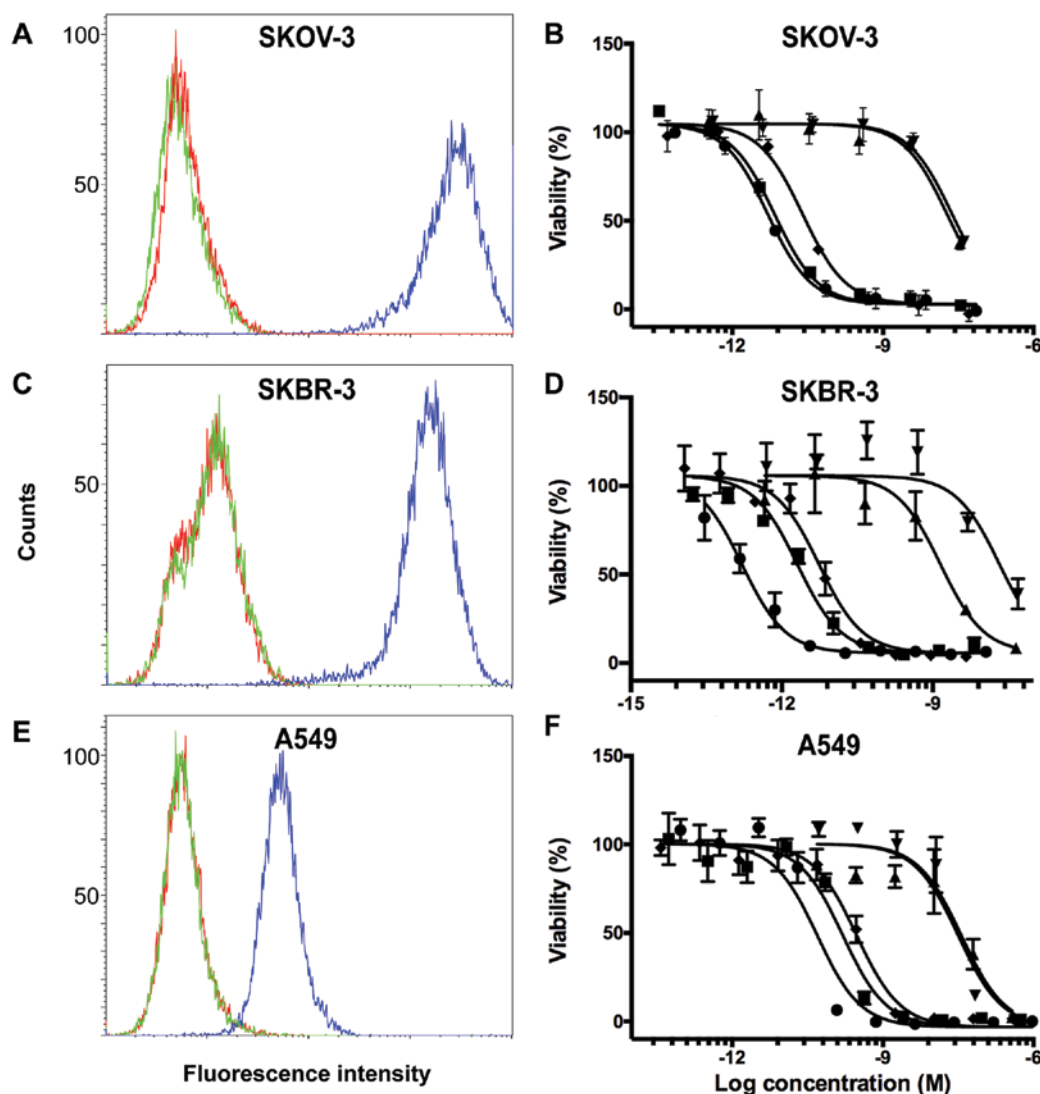 A
SKOV-3
100
50
B
SKOV-3
150
100
50
0
Viability (%)
-12
-9
-6
C
SKBR-3
50
Counts
D
SKBR-3
150
100
50
0
Viability (%)
-15
-12
-9
E
A549
100
50
Fluorescence intensity
F
A549
150
100
50
0
Viability (%)
-12
-9
-6
Log concentration (M)